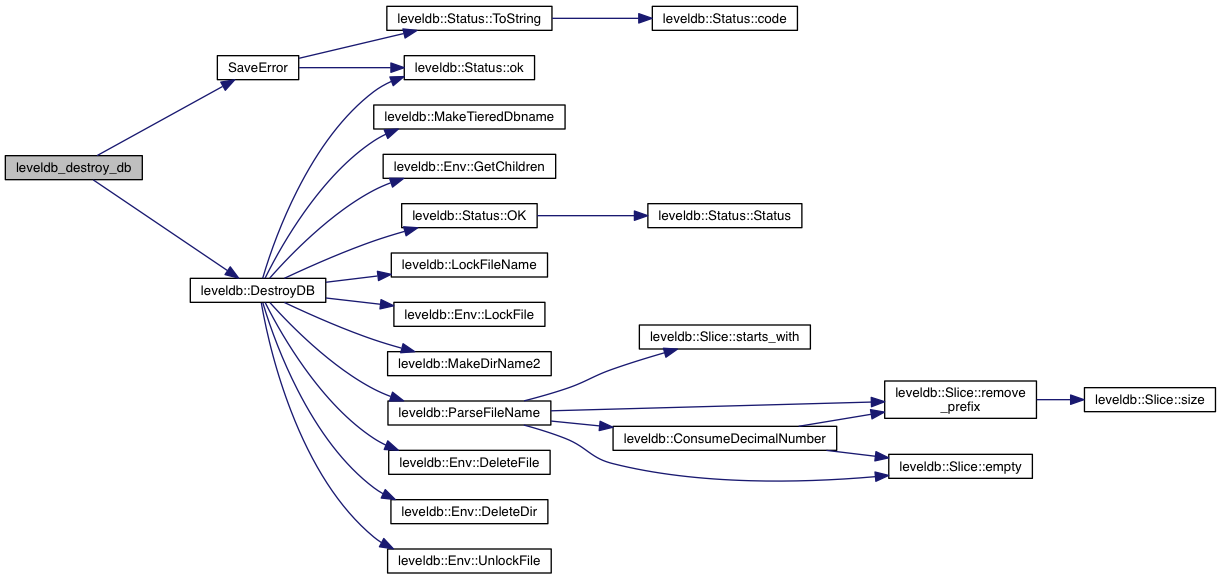 leveldb_destroy_db
SaveError
leveldb::DestroyDB
leveldb::Status::ToString
leveldb::Status::ok
leveldb::MakeTieredDbname
leveldb::Env::GetChildren
leveldb::Status::OK
leveldb::LockFileName
leveldb::Env::LockFile
leveldb::MakeDirName2
leveldb::ParseFileName
leveldb::Env::DeleteFile
leveldb::Env::DeleteDir
leveldb::Env::UnlockFile
leveldb::Status::code
leveldb::Status::Status
leveldb::Slice::starts_with
leveldb::ConsumeDecimalNumber
leveldb::Slice::remove
_prefix
leveldb::Slice::empty
leveldb::Slice::size